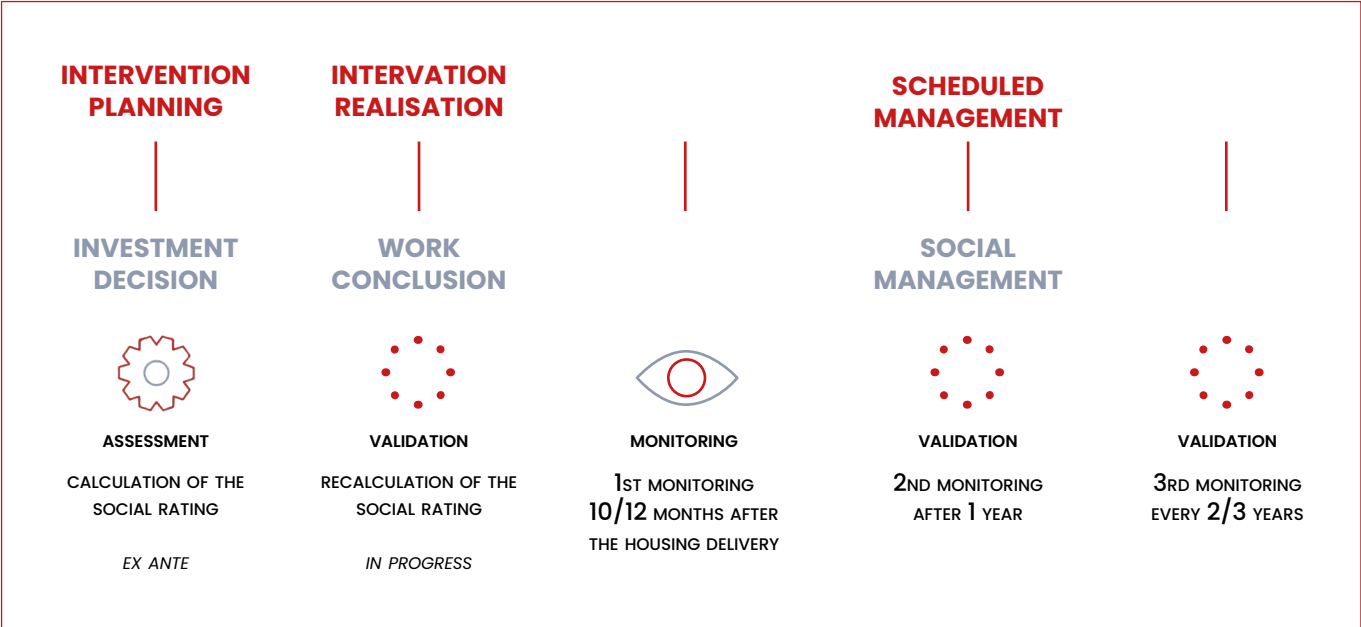 INTERVENTION
PLANNING
INTERVATION
REALISATION
SCHEDULED
MANAGEMENT
INVESTMENT
DECISION
WORK
CONCLUSION
SOCIAL
MANAGEMENT
ASSESSMENT
CALCULATION OF THE
SOCIAL RATING
EX ANTE
VALIDATION
RECALCULATION OF THE
SOCIAL RATING
IN PROGRESS
MONITORING
1ST MONITORING
10/12 MONTHS AFTER
THE HOUSING DELIVERY
VALIDATION
2ND MONITORING
AFTER 1 YEAR
VALIDATION
3RD MONITORING
EVERY 2/3 YEARS